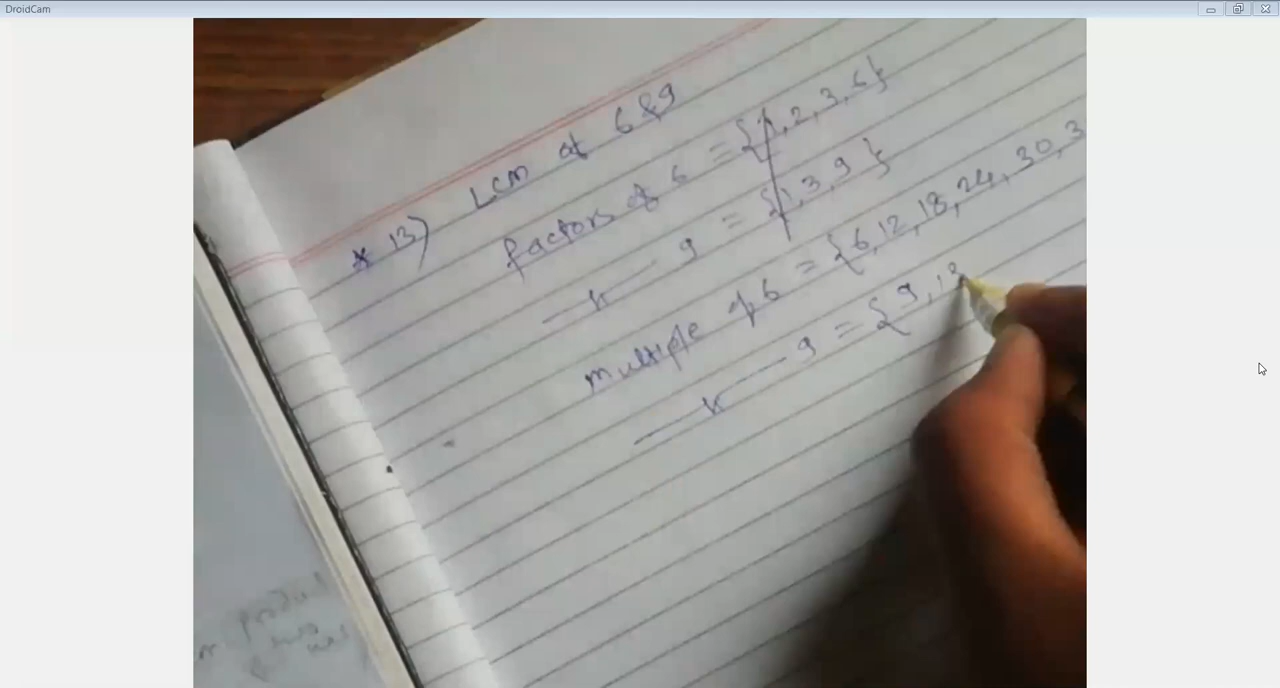 DroidCam
* 13) LCM of 6 & 9
factors of 6 = {1, 2, 3, 6}
—— " —— 9 = {1, 3, 9}
multiple of 6 = {6, 12, 18, 24, 30, 3
—— " —— 9 = {9, 18